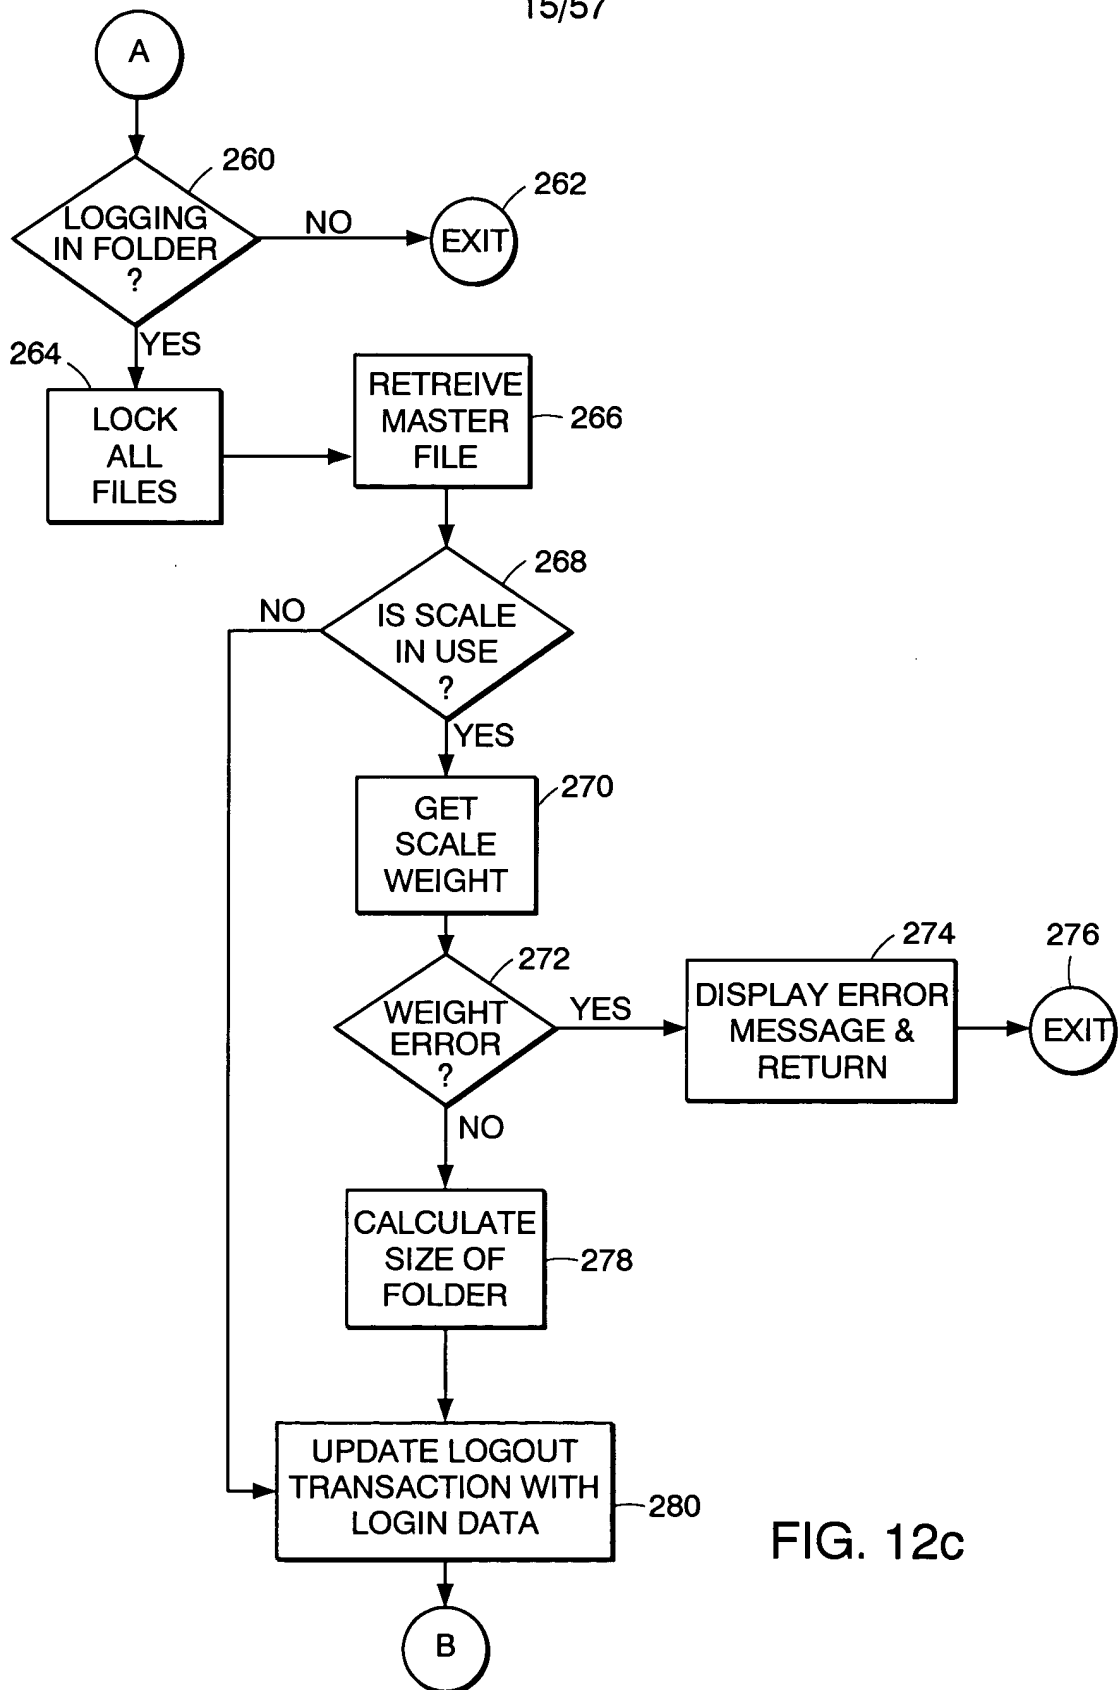 15/57
A
260
LOGGING
IN FOLDER
?
NO
262
EXIT
YES
264
LOCK
ALL
FILES
RETREIVE
MASTER
FILE
266
268
IS SCALE
IN USE
?
NO
YES
270
GET
SCALE
WEIGHT
272
WEIGHT
ERROR
?
YES
274
DISPLAY ERROR
MESSAGE &
RETURN
276
EXIT
NO
CALCULATE
SIZE OF
FOLDER
278
UPDATE LOGOUT
TRANSACTION WITH
LOGIN DATA
280
FIG. 12c
B